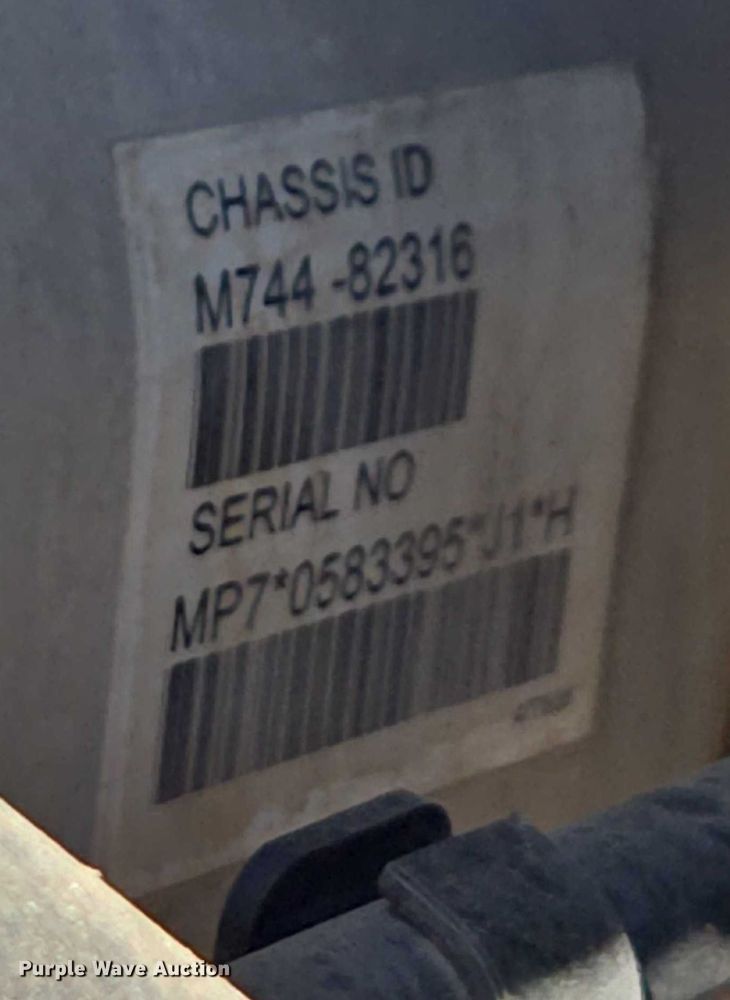 CHASSIS ID
M744 -82316
SERIAL NO
MP7*0583395*J1*H
Purple Wave Auction